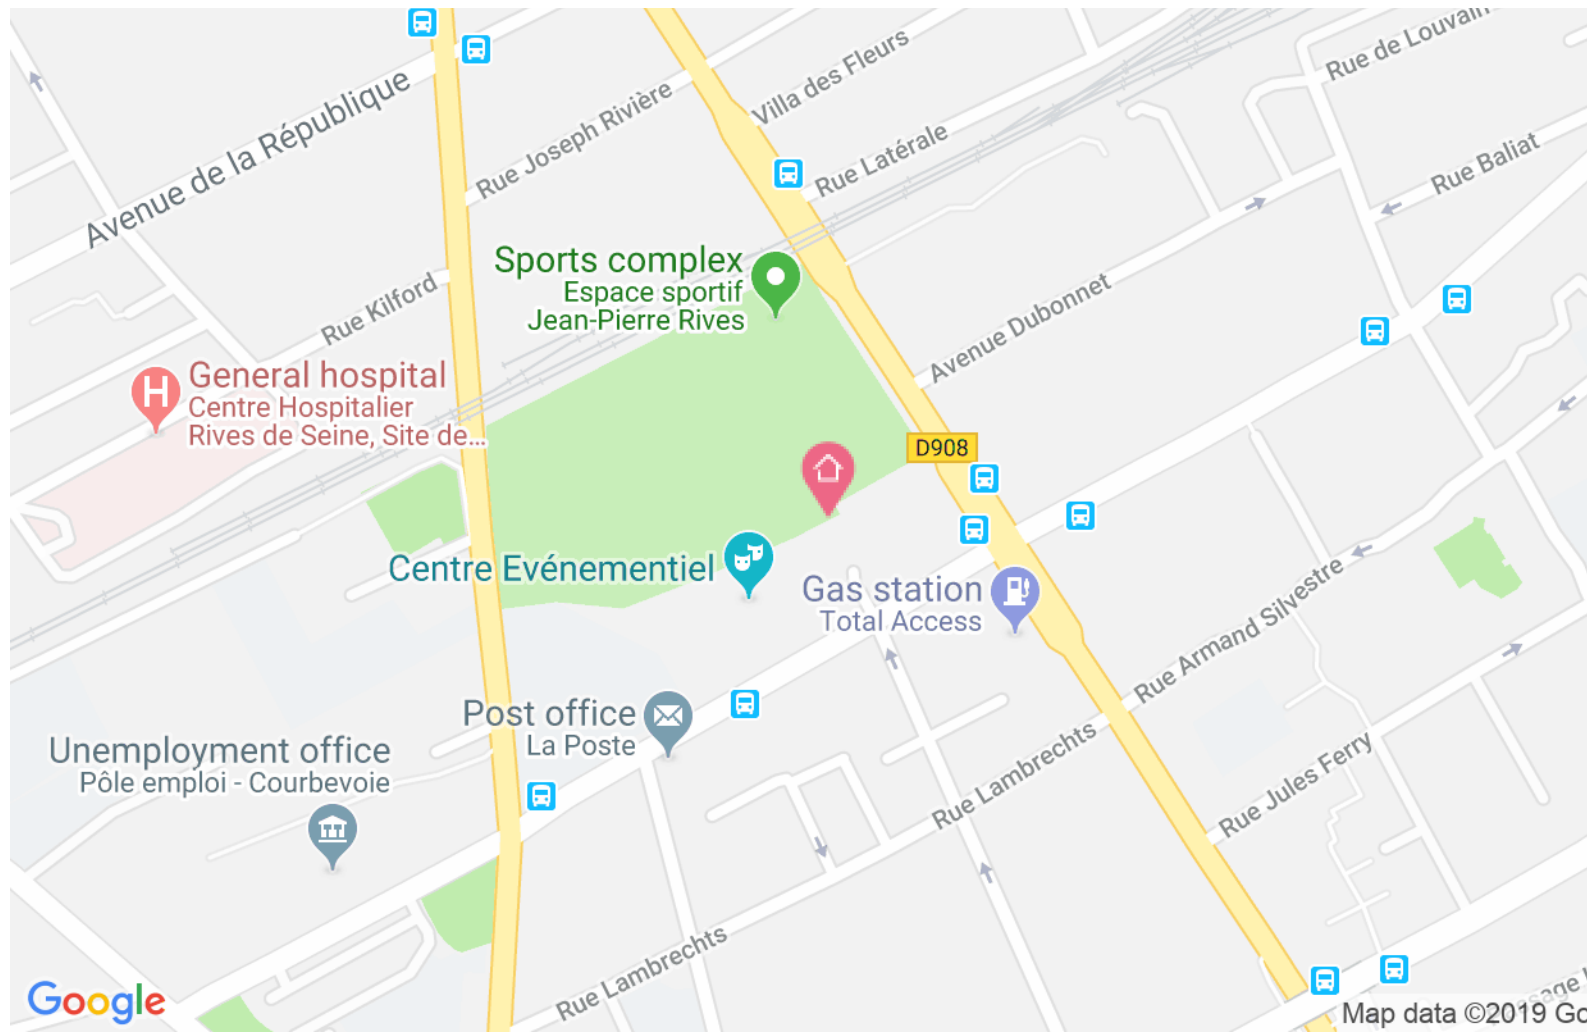 Rue de Louvain
Villa des Fleurs
Avenue de la République
Rue Joseph Rivière
Rue Latérale
Rue Baliat
Sports complex
Espace sportif
Jean-Pierre Rives
Rue Kilford
Avenue Dubonnet
General hospital
Centre Hospitalier
Rives de Seine, Site de...
H
D908
Centre Evénementiel
Gas station
Total Access
Rue Armand Silvestre
Post office
La Poste
Unemployment office
Pôle emploi - Courbevoie
Rue Lambrechts
Rue Jules Ferry
Rue Lambrechts
Google
Map data ©2019